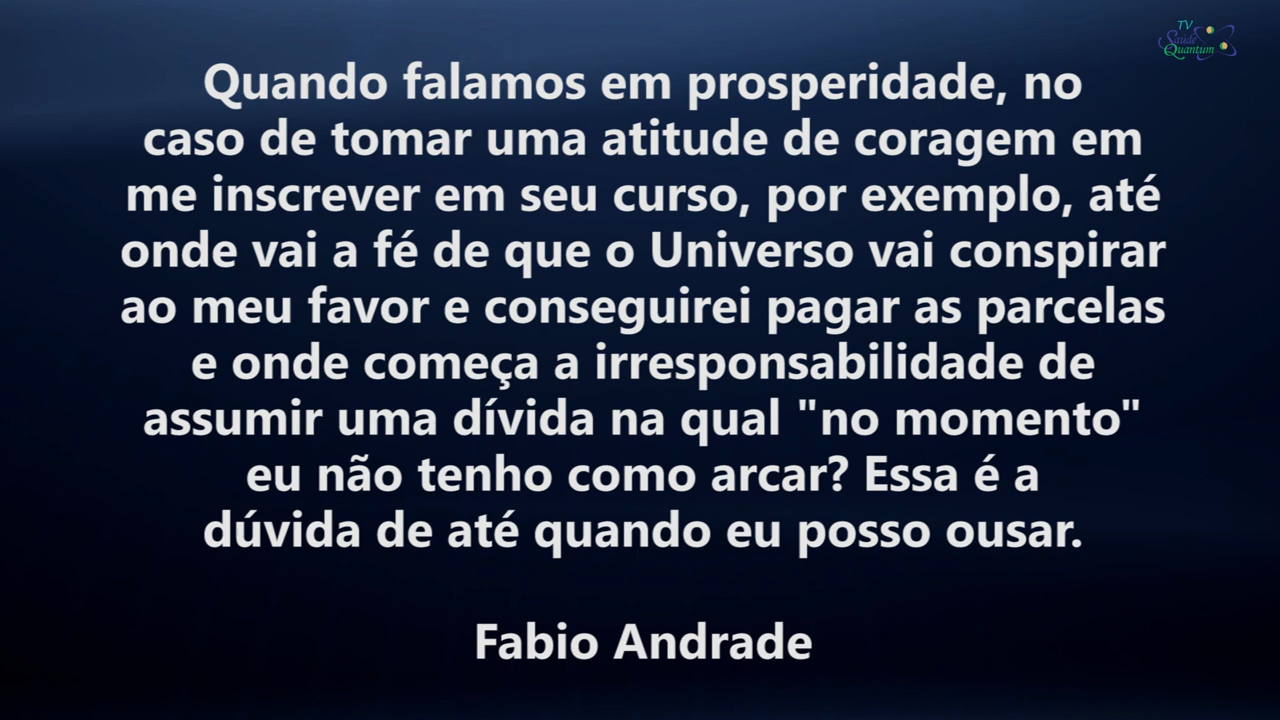 TV
Saúde
Quantum
Quando falamos em prosperidade, no
caso de tomar uma atitude de coragem em
me inscrever em seu curso, por exemplo, até
onde vai a fé de que o Universo vai conspirar
ao meu favor e conseguirei pagar as parcelas
e onde começa a irresponsabilidade de
assumir uma dívida na qual "no momento"
eu não tenho como arcar? Essa é a
dúvida de até quando eu posso ousar.
Fabio Andrade